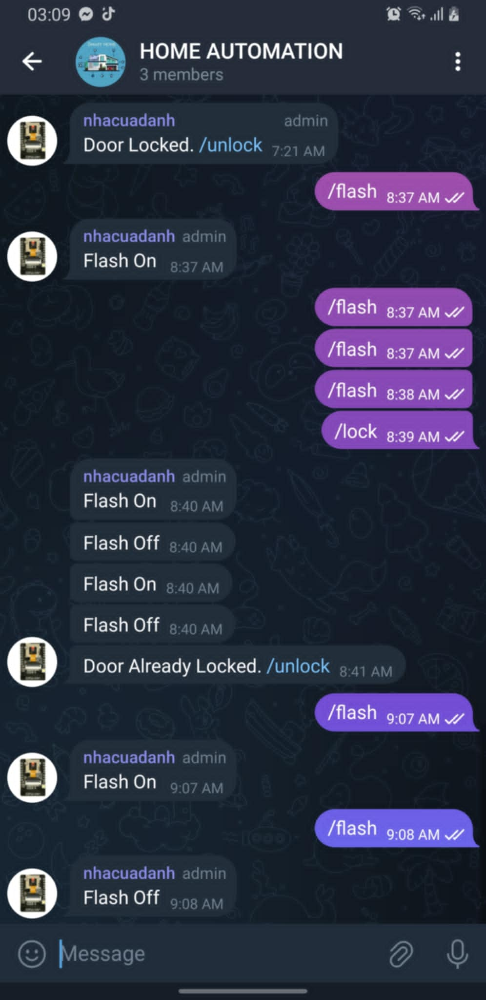 03:09
SMART HOME
HOME AUTOMATION
3 members
nhacuadanh admin
Door Locked. /unlock 7:21 AM
/flash 8:37 AM
nhacuadanh admin
Flash On 8:37 AM
/flash 8:37 AM
/flash 8:37 AM
/flash 8:38 AM
/lock 8:39 AM
nhacuadanh admin
Flash On 8:40 AM
Flash Off 8:40 AM
Flash On 8:40 AM
Flash Off 8:40 AM
Door Already Locked. /unlock 8:41 AM
/flash 9:07 AM
nhacuadanh admin
Flash On 9:07 AM
/flash 9:08 AM
nhacuadanh admin
Flash Off 9:08 AM
Message